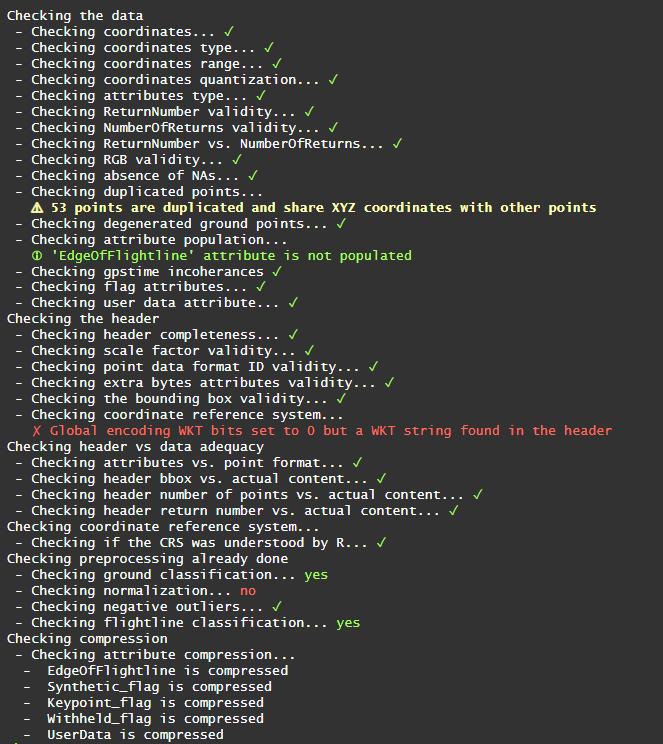 Checking the data
- Checking coordinates... ✓
- Checking coordinates type... ✓
- Checking coordinates range... ✓
- Checking coordinates quantization... ✓
- Checking attributes type... ✓
- Checking ReturnNumber validity... ✓
- Checking NumberOfReturns validity... ✓
- Checking ReturnNumber vs. NumberOfReturns... ✓
- Checking RGB validity... ✓
- Checking absence of NAs... ✓
- Checking duplicated points...
⚠ 53 points are duplicated and share XYZ coordinates with other points
- Checking degenerated ground points... ✓
- Checking attribute population...
🛈 'EdgeOfFlightline' attribute is not populated
- Checking gpstime incoherances ✓
- Checking flag attributes... ✓
- Checking user data attribute... ✓
Checking the header
- Checking header completeness... ✓
- Checking scale factor validity... ✓
- Checking point data format ID validity... ✓
- Checking extra bytes attributes validity... ✓
- Checking the bounding box validity... ✓
- Checking coordinate reference system...
✗ Global encoding WKT bits set to 0 but a WKT string found in the header
Checking header vs data adequacy
- Checking attributes vs. point format... ✓
- Checking header bbox vs. actual content... ✓
- Checking header number of points vs. actual content... ✓
- Checking header return number vs. actual content... ✓
Checking coordinate reference system...
- Checking if the CRS was understood by R... ✓
Checking preprocessing already done
- Checking ground classification... yes
- Checking normalization... no
- Checking negative outliers... ✓
- Checking flightline classification... yes
Checking compression
- Checking attribute compression...
- EdgeOfFlightline is compressed
- Synthetic_flag is compressed
- Keypoint_flag is compressed
- Withheld_flag is compressed
- UserData is compressed